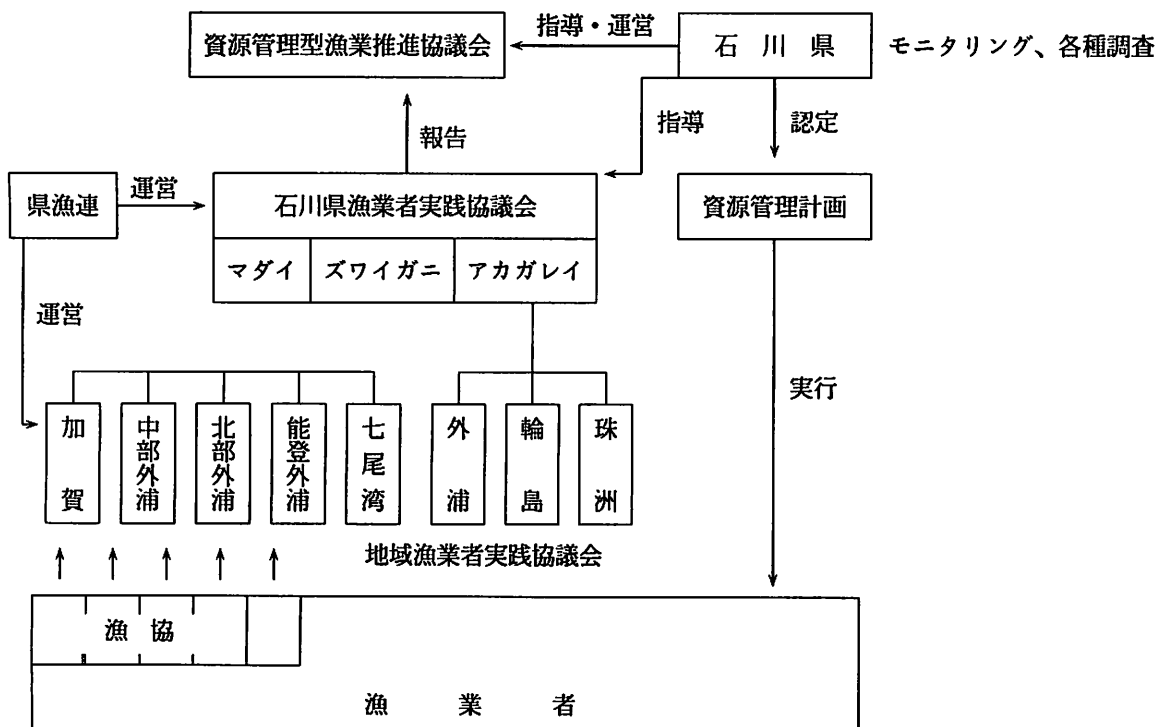 指導・運営
資源管理型漁業推進協議会
石川県
モニタリング、各種調査
報告
指導
認定
県漁連
運営
石川県漁業者実践協議会
資源管理計画
マダイ
ズワイガニ
アカガレイ
運営
実行
加賀
中部外浦
北部外浦
能登外浦
七尾湾
外浦
輪島
珠洲
地域漁業者実践協議会
漁協
漁業者